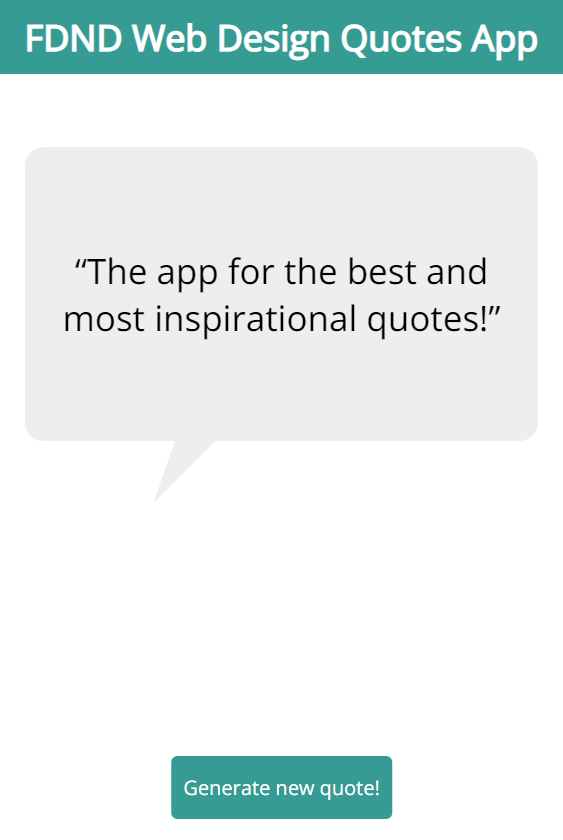 FDND Web Design Quotes App
“The app for the best and
most inspirational quotes!”
Generate new quote!